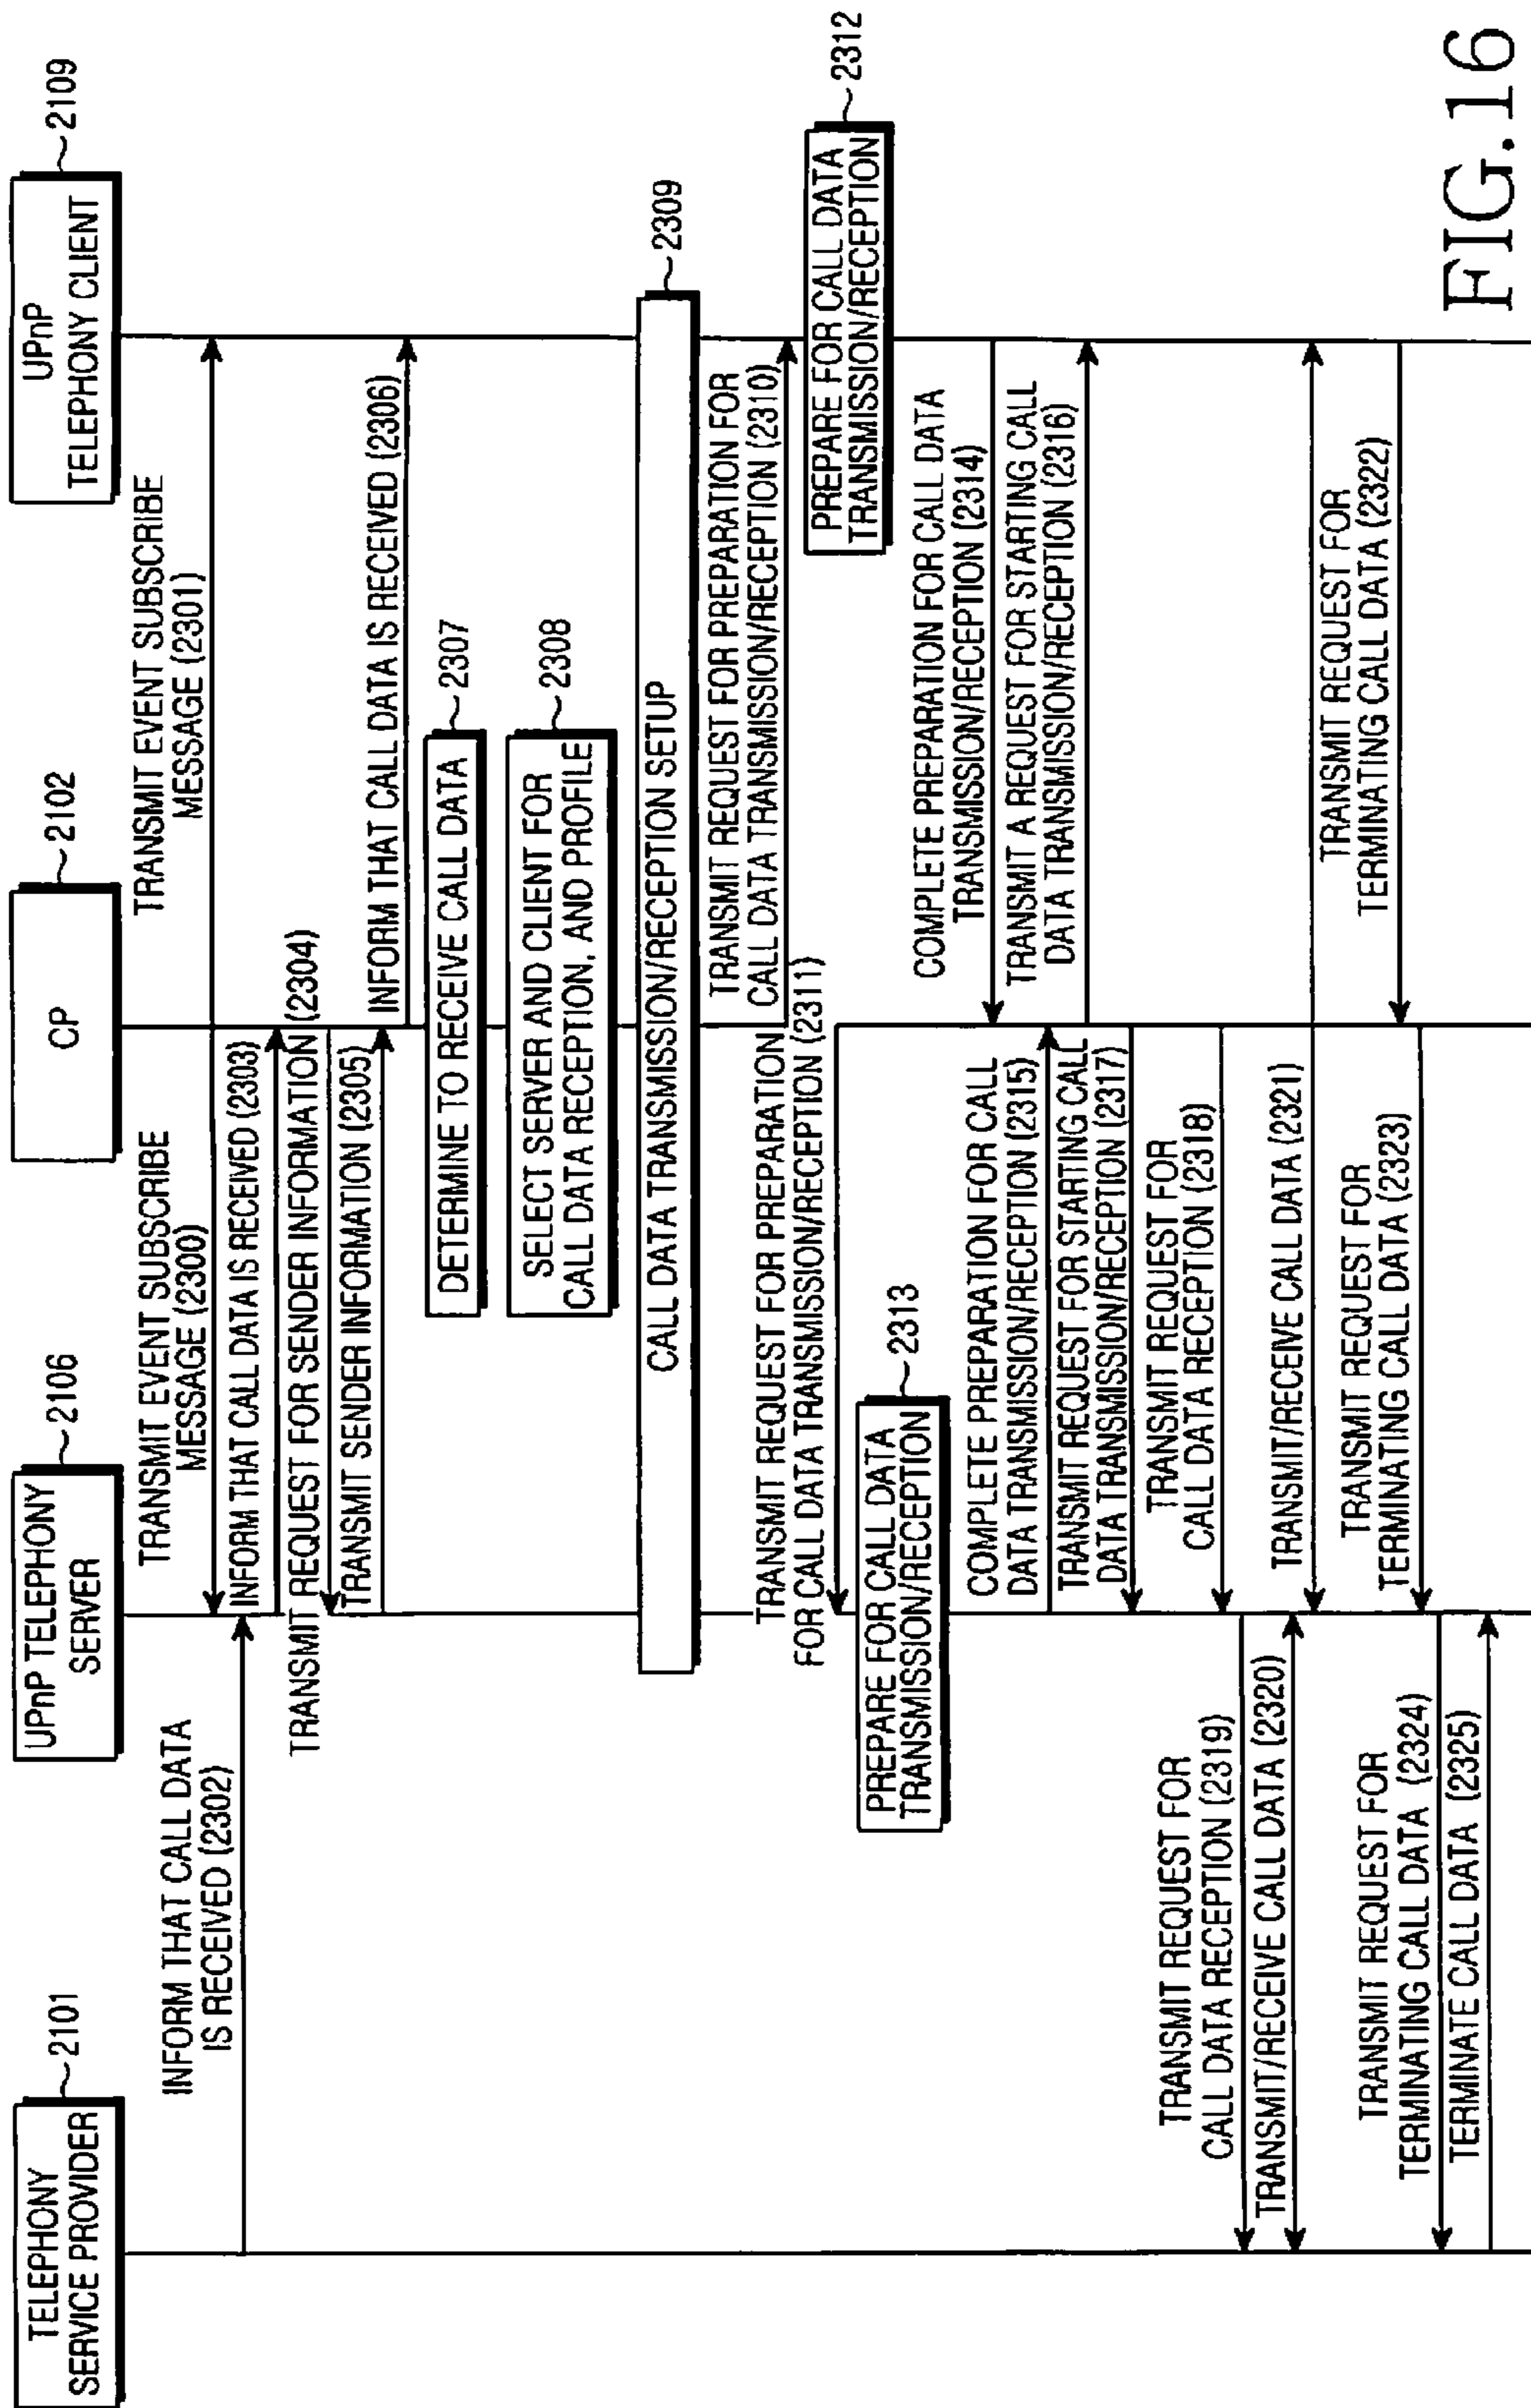 TELEPHONY
SERVICE PROVIDER
2101
UPnP TELEPHONY
SERVER
2106
CP
2102
UPnP
TELEPHONY CLIENT
2109
TRANSMIT EVENT SUBSCRIBE
MESSAGE (2300)
TRANSMIT EVENT SUBSCRIBE
MESSAGE (2301)
INFORM THAT CALL DATA
IS RECEIVED (2302)
INFORM THAT CALL DATA IS RECEIVED (2303)
TRANSMIT REQUEST FOR SENDER INFORMATION (2304)
TRANSMIT SENDER INFORMATION (2305)
INFORM THAT CALL DATA IS RECEIVED (2306)
DETERMINE TO RECEIVE CALL DATA
2307
SELECT SERVER AND CLIENT FOR
CALL DATA RECEPTION, AND PROFILE
2308
CALL DATA TRANSMISSION/RECEPTION SETUP
2309
TRANSMIT REQUEST FOR PREPARATION FOR
CALL DATA TRANSMISSION/RECEPTION (2310)
TRANSMIT REQUEST FOR PREPARATION
FOR CALL DATA TRANSMISSION/RECEPTION (2311)
PREPARE FOR CALL DATA
TRANSMISSION/RECEPTION
2312
PREPARE FOR CALL DATA
TRANSMISSION/RECEPTION
2313
COMPLETE PREPARATION FOR CALL DATA
TRANSMISSION/RECEPTION (2314)
COMPLETE PREPARATION FOR CALL
DATA TRANSMISSION/RECEPTION (2315)
TRANSMIT A REQUEST FOR STARTING CALL
DATA TRANSMISSION/RECEPTION (2316)
TRANSMIT REQUEST FOR STARTING CALL
DATA TRANSMISSION/RECEPTION (2317)
TRANSMIT REQUEST FOR
CALL DATA RECEPTION (2318)
TRANSMIT REQUEST FOR
CALL DATA RECEPTION (2319)
TRANSMIT/RECEIVE CALL DATA (2320)
TRANSMIT/RECEIVE CALL DATA (2321)
TRANSMIT REQUEST FOR
TERMINATING CALL DATA (2322)
TRANSMIT REQUEST FOR
TERMINATING CALL DATA (2323)
TRANSMIT REQUEST FOR
TERMINATING CALL DATA (2324)
TERMINATE CALL DATA (2325)
FIG.16